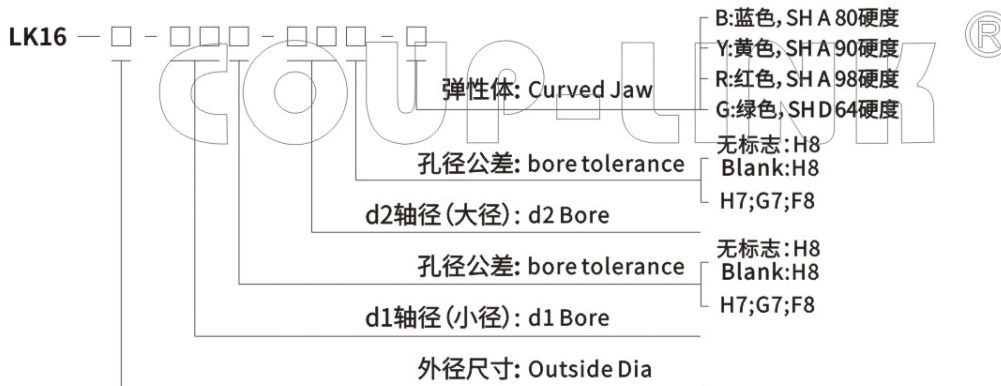 LK16 — □ - □□□ - □□□ - □
COUP-LINK ®
弹性体: Curved Jaw
B:蓝色, SH A 80硬度
Y:黄色, SH A 90硬度
R:红色, SH A 98硬度
G:绿色, SH D 64硬度
孔径公差: bore tolerance
无标志:H8
Blank:H8
H7;G7;F8
d2轴径(大径): d2 Bore
孔径公差: bore tolerance
无标志:H8
Blank:H8
H7;G7;F8
d1轴径(小径): d1 Bore
外径尺寸: Outside Dia